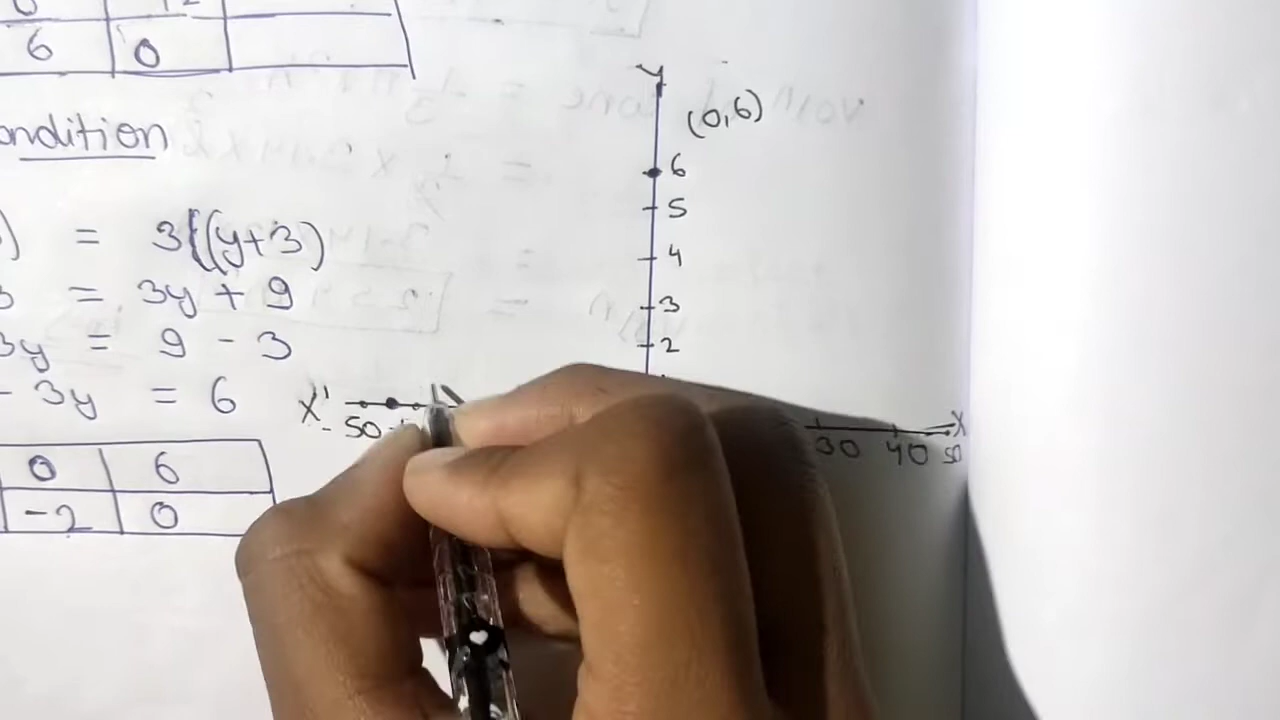 6 0
ondition
) = 3((y+3)
3 = 3y + 9
3y = 9 - 3
- 3y = 6
0 6
-2 0
y
(0,6)
6
5
4
3
2
X' X
50 30 40 50